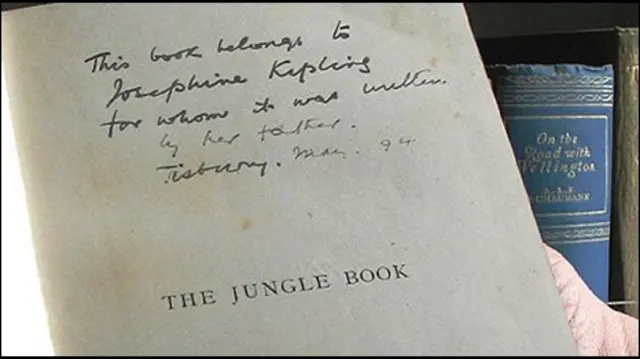 This book belongs to
Josephine Kipling
for whom it was written
by her father.
Tisbury. May. 94
THE JUNGLE BOOK
On the
Road with
Wellington
A. L. F.
SCHAUMANN